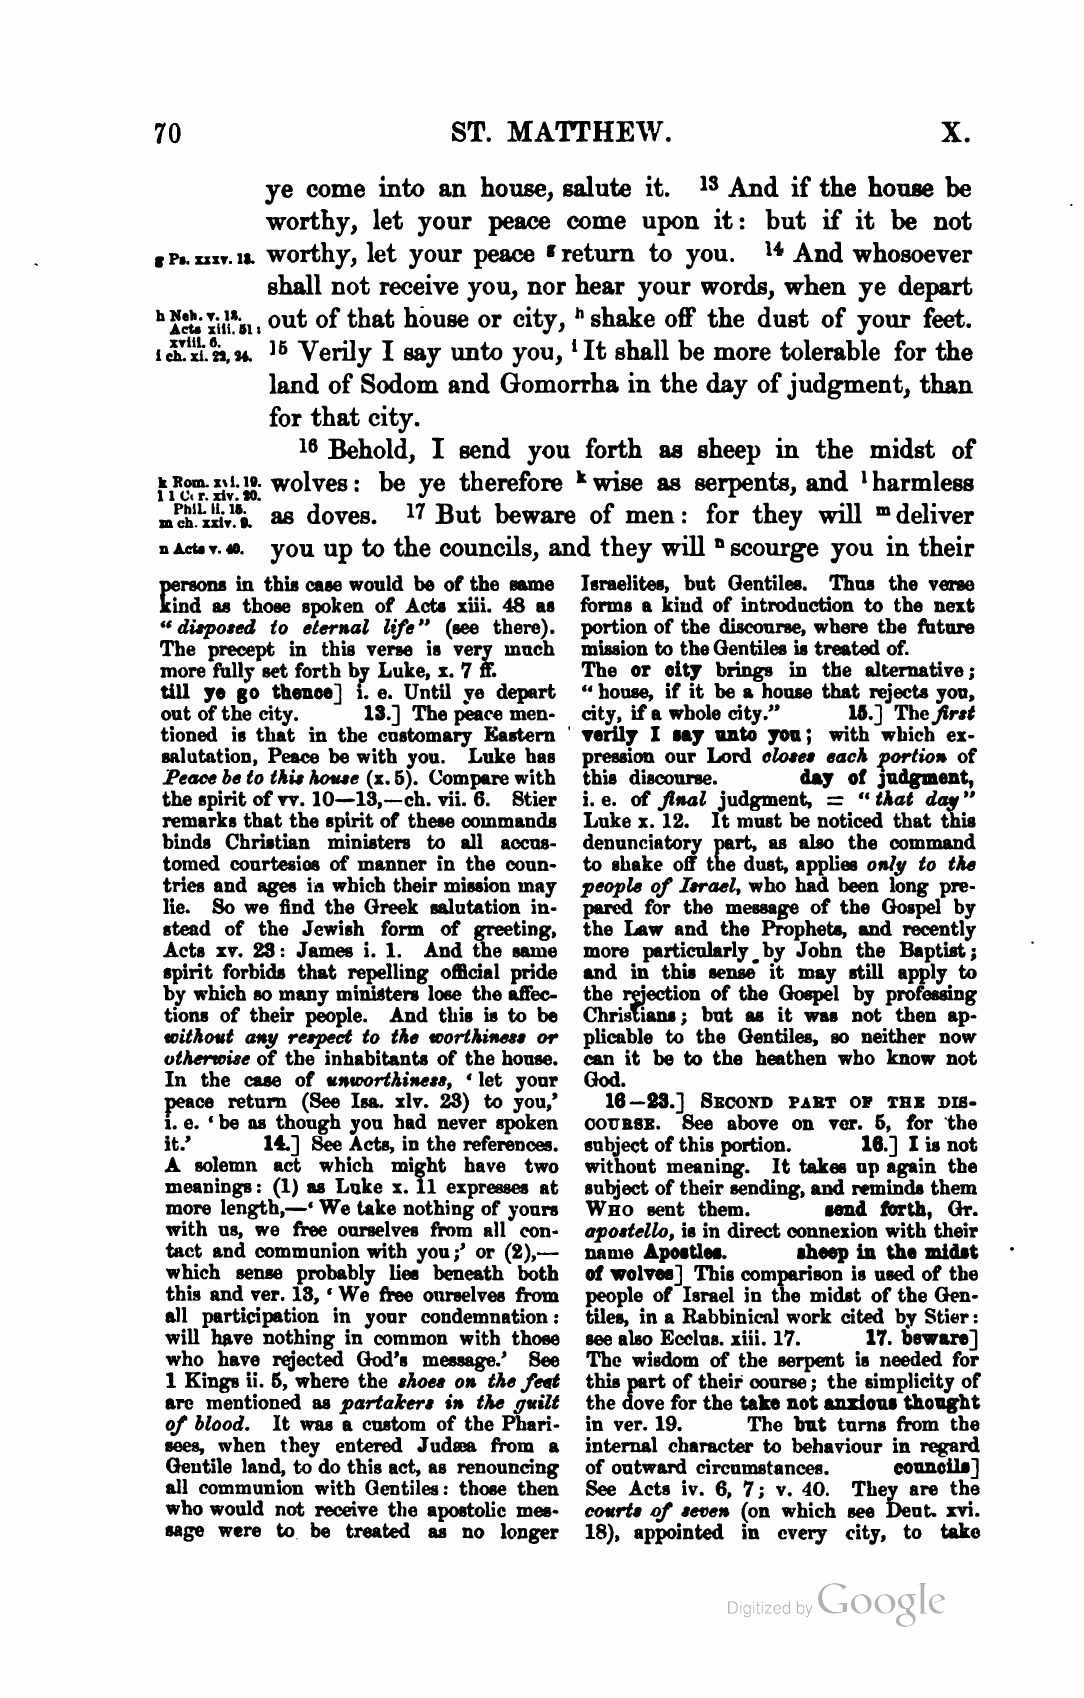 70 ST. MATTHEW. X.
ye come into an house, salute it. 13 And if the house be
worthy, let your peace come upon it: but if it be not
g Ps. xxxv. 13. worthy, let your peace g return to you. 14 And whosoever
shall not receive you, nor hear your words, when ye depart
h Neh. v. 13. Acts xiii. 51: xviii. 6. out of that house or city, h shake off the dust of your feet.
i ch. xi. 22, 24. 15 Verily I say unto you, i It shall be more tolerable for the
land of Sodom and Gomorrha in the day of judgment, than
for that city.
16 Behold, I send you forth as sheep in the midst of
k Rom. xvi. 19. wolves: be ye therefore k wise as serpents, and l harmless
l 1 Cor. xiv. 20. Phil. ii. 15.
m ch. xxiv. 9. as doves. 17 But beware of men: for they will m deliver
n Acts v. 40. you up to the councils, and they will n scourge you in their
persons in this case would be of the same
kind as those spoken of Acts xiii. 48 as
“disposed to eternal life” (see there).
The precept in this verse is very much
more fully set forth by Luke, x. 7 ff.
till ye go thence] i. e. Until ye depart
out of the city. 13.] The peace men-
tioned is that in the customary Eastern
salutation, Peace be with you. Luke has
Peace be to this house (x. 5). Compare with
the spirit of vv. 10—13,—ch. vii. 6. Stier
remarks that the spirit of these commands
binds Christian ministers to all accus-
tomed courtesies of manner in the coun-
tries and ages in which their mission may
lie. So we find the Greek salutation in-
stead of the Jewish form of greeting,
Acts xv. 23: James i. 1. And the same
spirit forbids that repelling official pride
by which so many ministers lose the affec-
tions of their people. And this is to be
without any respect to the worthiness or
otherwise of the inhabitants of the house.
In the case of unworthiness, ‘let your
peace return (See Isa. xlv. 23) to you,’
i. e. ‘be as though you had never spoken
it.’ 14.] See Acts, in the references.
A solemn act which might have two
meanings: (1) as Luke x. 11 expresses at
more length,—‘We take nothing of yours
with us, we free ourselves from all con-
tact and communion with you;’ or (2),—
which sense probably lies beneath both
this and ver. 13, ‘We free ourselves from
all participation in your condemnation:
will have nothing in common with those
who have rejected God’s message.’ See
1 Kings ii. 5, where the shoes on the feet
are mentioned as partakers in the guilt
of blood. It was a custom of the Phari-
sees, when they entered Judæa from a
Gentile land, to do this act, as renouncing
all communion with Gentiles: those then
who would not receive the apostolic mes-
sage were to be treated as no longer
Israelites, but Gentiles. Thus the verse
forms a kind of introduction to the next
portion of the discourse, where the future
mission to the Gentiles is treated of.
The or city brings in the alternative;
“house, if it be a house that rejects you,
city, if a whole city.” 15.] The first
verily I say unto you; with which ex-
pression our Lord closes each portion of
this discourse. day of judgment,
i. e. of final judgment, = “that day”
Luke x. 12. It must be noticed that this
denunciatory part, as also the command
to shake off the dust, applies only to the
people of Israel, who had been long pre-
pared for the message of the Gospel by
the Law and the Prophets, and recently
more particularly by John the Baptist;
and in this sense it may still apply to
the rejection of the Gospel by professing
Christians; but as it was not then ap-
plicable to the Gentiles, so neither now
can it be to the heathen who know not
God.
16—23.] SECOND PART OF THE DIS-
COURSE. See above on ver. 5, for the
subject of this portion. 16.] I is not
without meaning. It takes up again the
subject of their sending, and reminds them
WHO sent them. send forth, Gr.
apostello, is in direct connexion with their
name Apostles. sheep in the midst
of wolves] This comparison is used of the
people of Israel in the midst of the Gen-
tiles, in a Rabbinical work cited by Stier:
see also Ecclus. xiii. 17. 17. beware]
The wisdom of the serpent is needed for
this part of their course; the simplicity of
the dove for the take not anxious thought
in ver. 19. The but turns from the
internal character to behaviour in regard
of outward circumstances. councils]
See Acts iv. 6, 7; v. 40. They are the
courts of seven (on which see Deut. xvi.
18), appointed in every city, to take
Digitized by Google